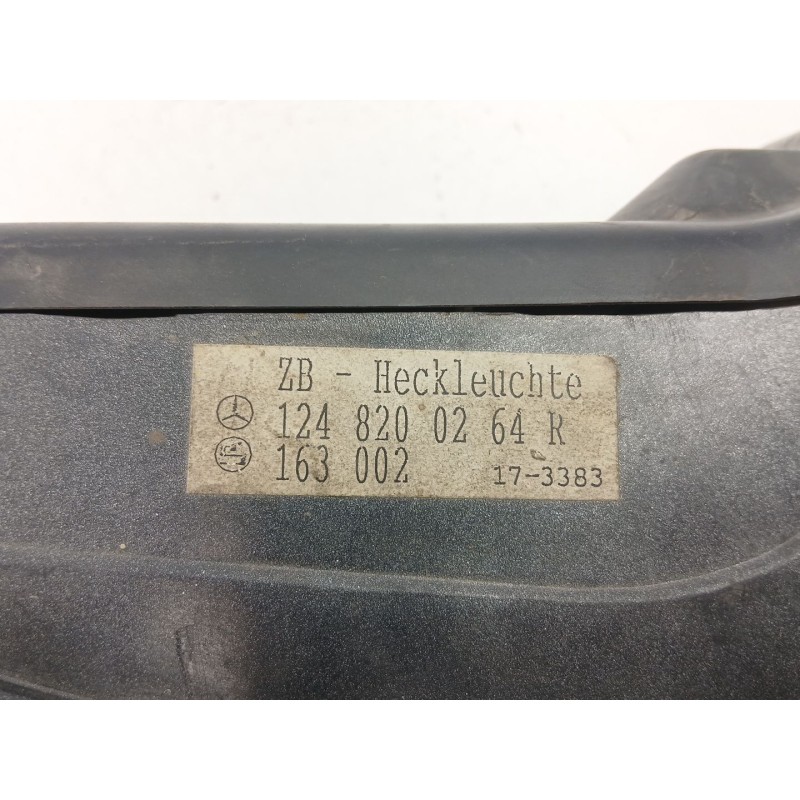 ZB - Heckleuchte
124 820 02 64 R
163 002 17-3383